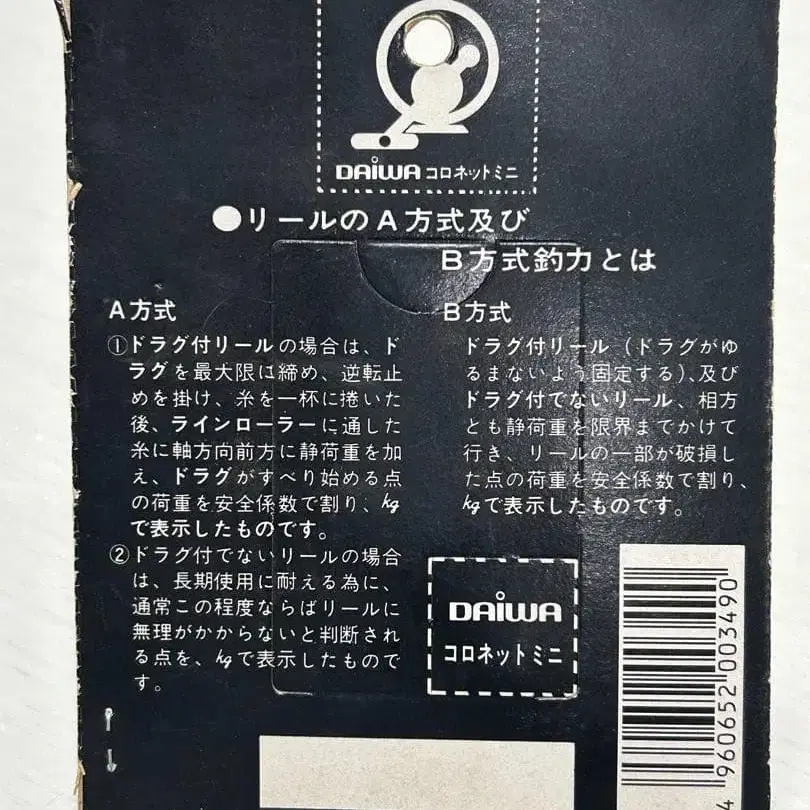 DAIWA コロネットミニ
●リールのA方式及び
B方式釣力とは
A方式
①ドラグ付リールの場合は、ド
ラグを最大限に締め、逆転止
めを掛け、糸を一杯に捲いた
後、ラインローラーに通した
糸に軸方向前方に静荷重を加
え、ドラグがすべり始める点
の荷重を安全係数で割り、kg
で表示したものです。
②ドラグ付でないリールの場合
は、長期使用に耐える為に、
通常この程度ならばリールに
無理がかからないと判断され
る点を、kgで表示したもので
す。
B方式
ドラグ付リール（ドラグがゆ
るまないよう固定する）、及び
ドラグ付でないリール、相方
とも静荷重を限界までかけて
行き、リールの一部が破損し
た点の荷重を安全係数で割り、
kgで表示したものです。
DAIWA
コロネットミニ
4 960652 003490